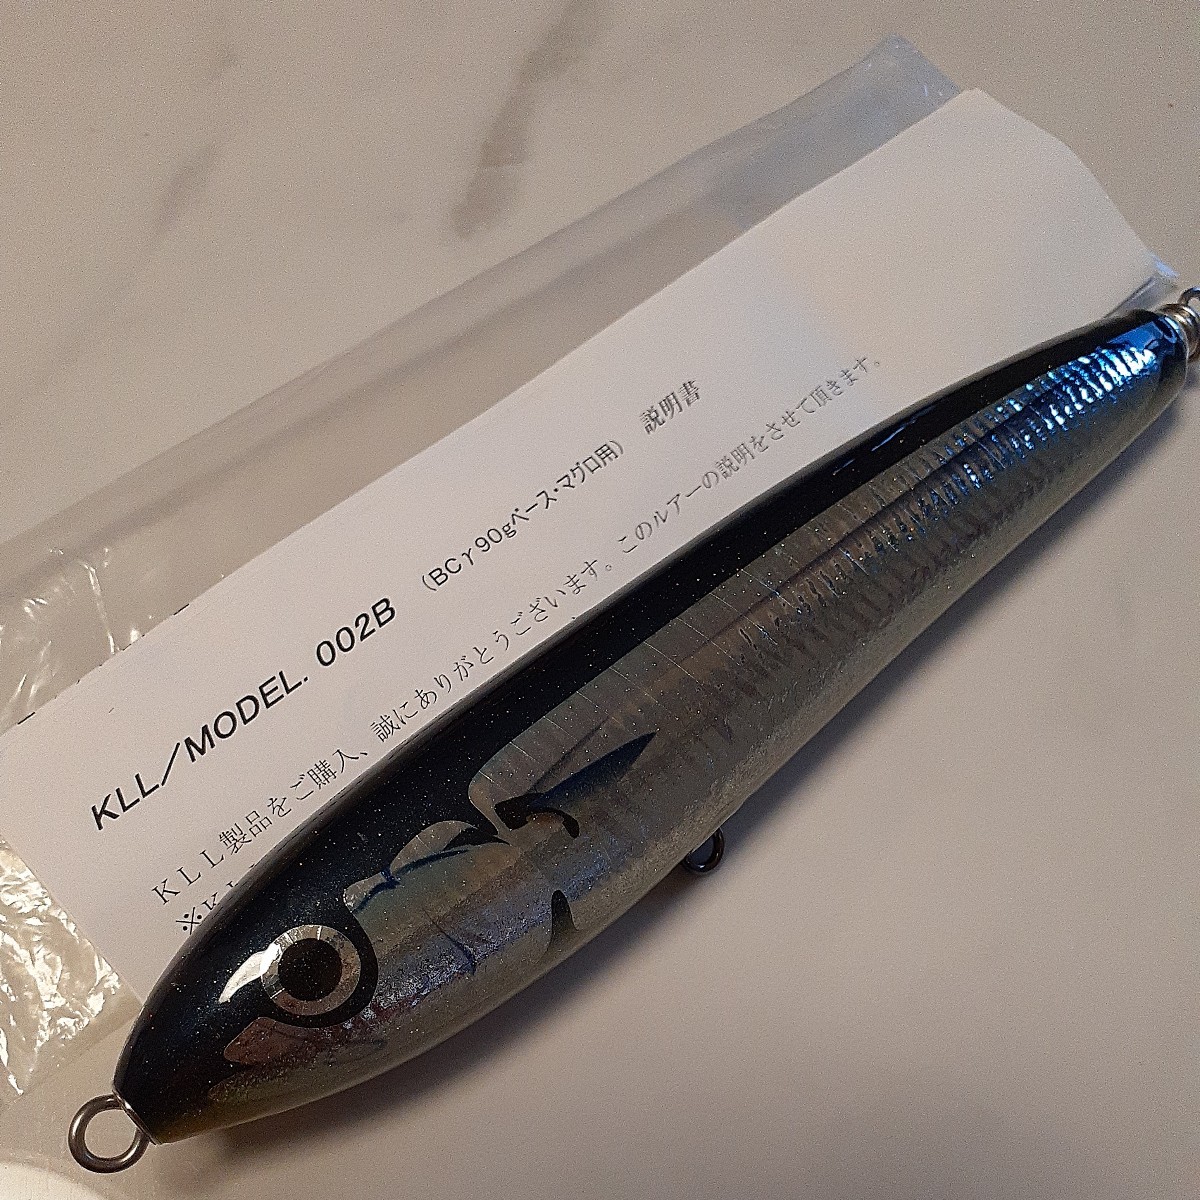 KLL／MODEL. 002B （BCγ90gベース・マグロ用） 説明書
KLL製品をご購入、誠にありがとうございます。このルアーの説明をさせて頂きます。